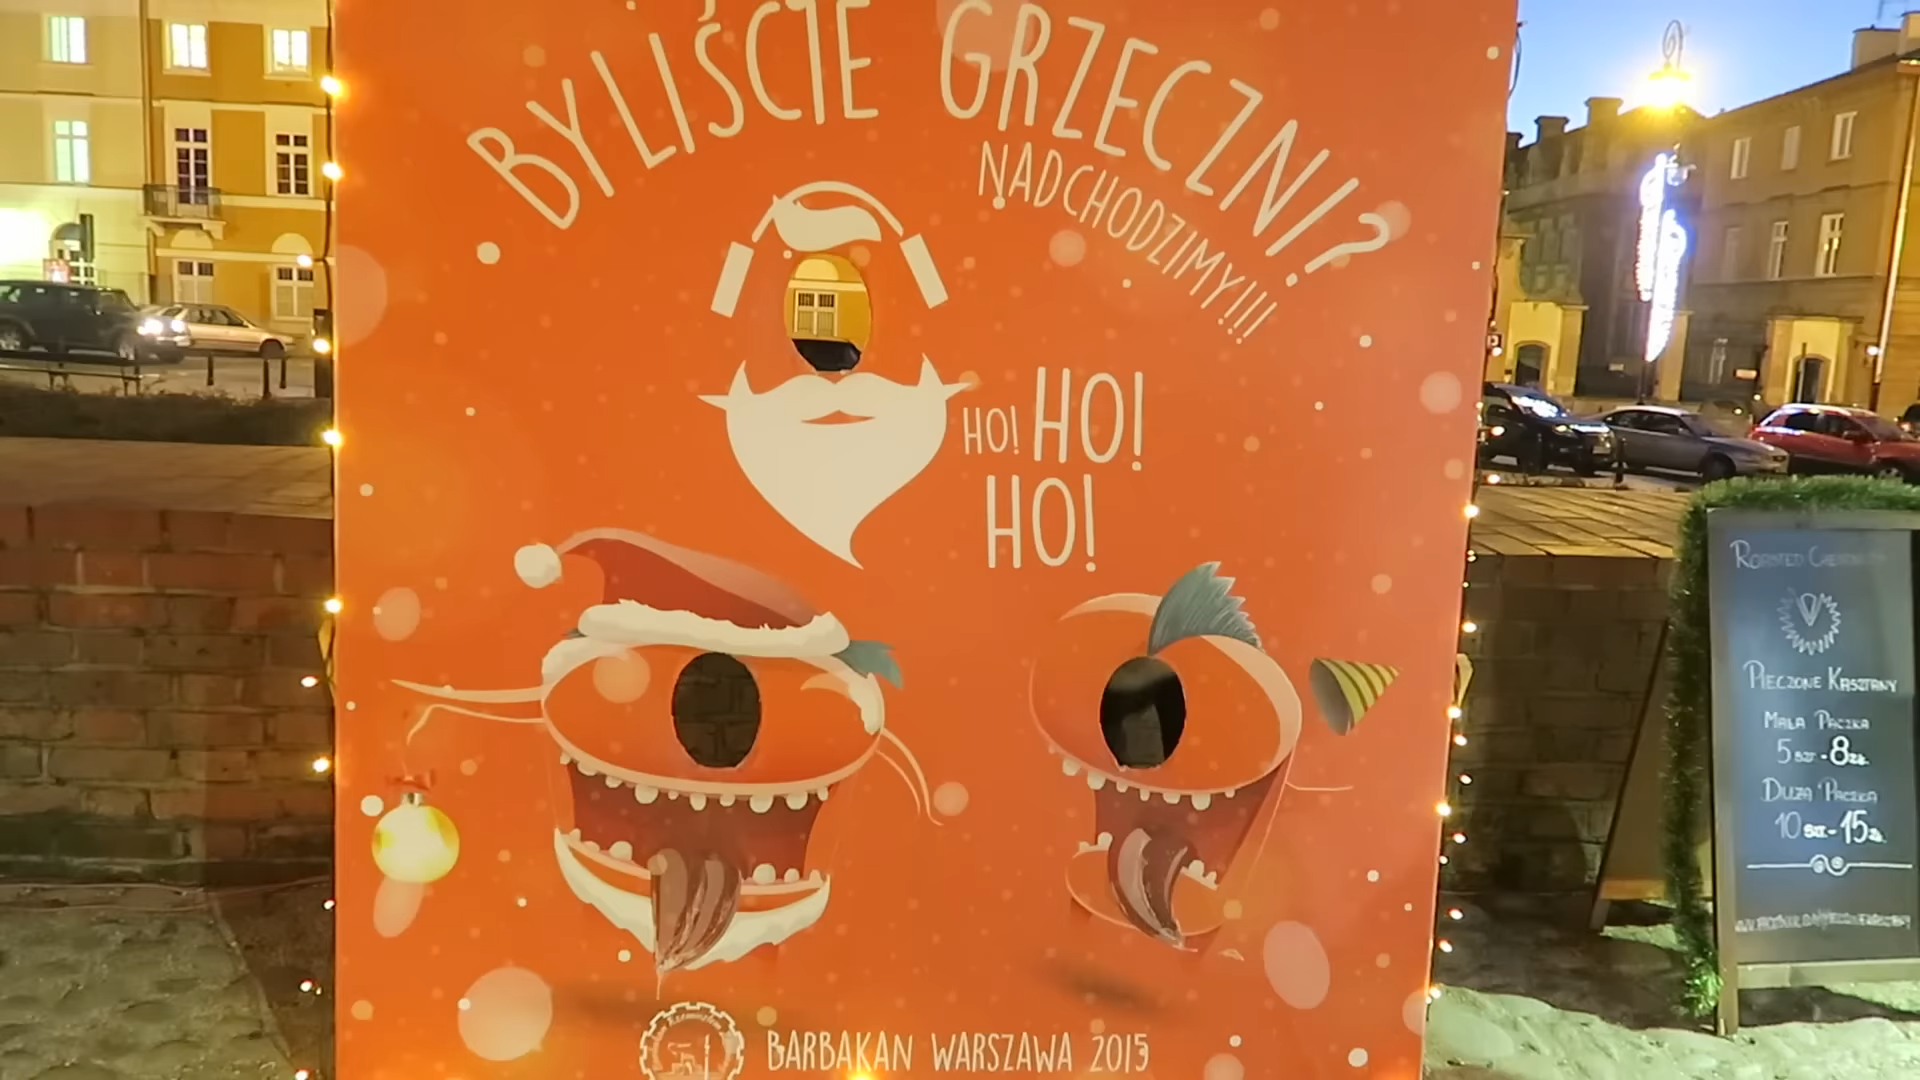 BYLIŚCIE GRZECZNI?
NADCHODZIMY!!!
HO! HO!
HO!
BARBAKAN WARSZAWA 2015
ROASTED
PIECZONE KASZTANY
MAŁA PACZKA
5 SZT - 8 ZŁ.
DUŻA PACZKA
10 SZT - 15 ZŁ.